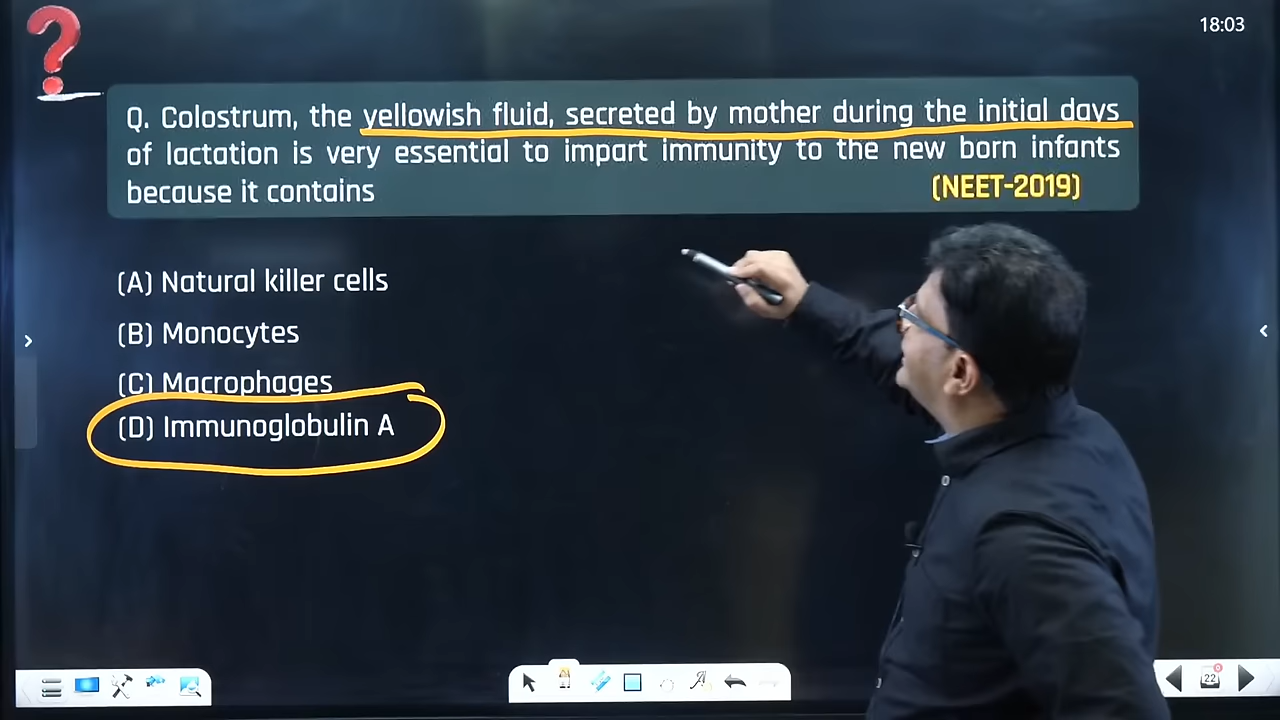 18:03
Q. Colostrum, the yellowish fluid, secreted by mother during the initial days
of lactation is very essential to impart immunity to the new born infants
because it contains (NEET-2019)
(A) Natural killer cells
(B) Monocytes
(C) Macrophages
(D) Immunoglobulin A
22